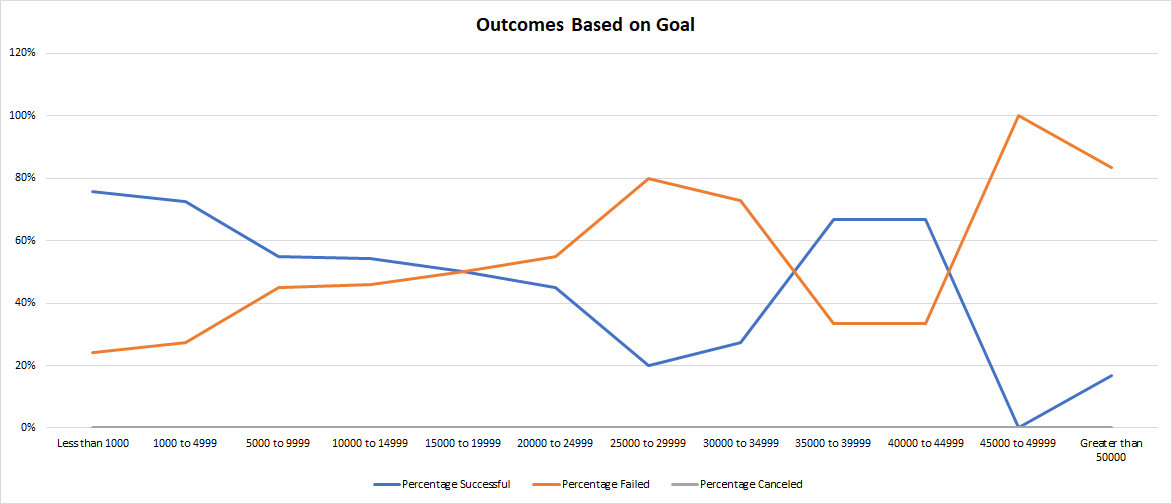 Outcomes Based on Goal
120%
100%
80%
60%
40%
20%
0%
Less than 1000 1000 to 4999 5000 to 9999 10000 to 14999 15000 to 19999 20000 to 24999 25000 to 29999 30000 to 34999 35000 to 39999 40000 to 44999 45000 to 49999 Greater than
50000
Percentage Successful Percentage Failed Percentage Canceled